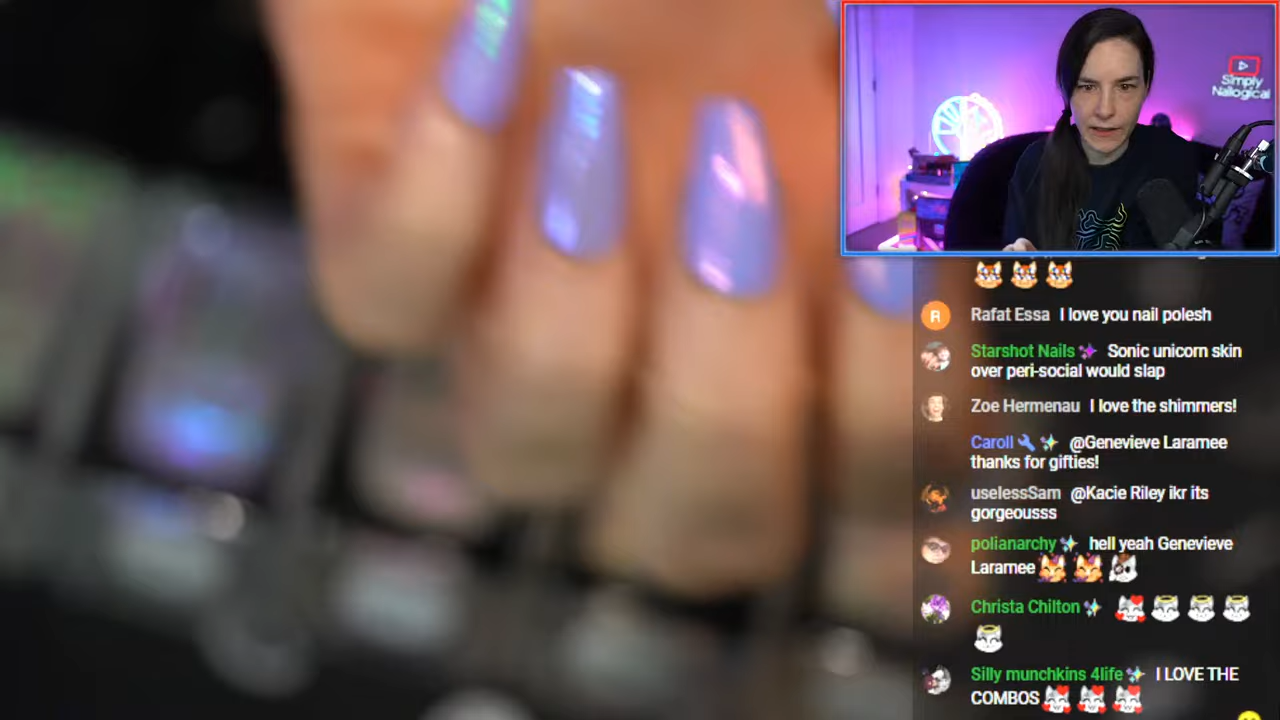 Simply
Nailogical
Rafat Essa I love you nail polesh
Starshot Nails Sonic unicorn skin
over peri-social would slap
Zoe Hermenau I love the shimmers!
Caroll @Genevieve Laramee
thanks for gifties!
uselessSam @Kacie Riley ikr its
gorgeousss
polianarchy hell yeah Genevieve
Laramee
Christa Chilton
Silly munchkins 4life I LOVE THE
COMBOS
R